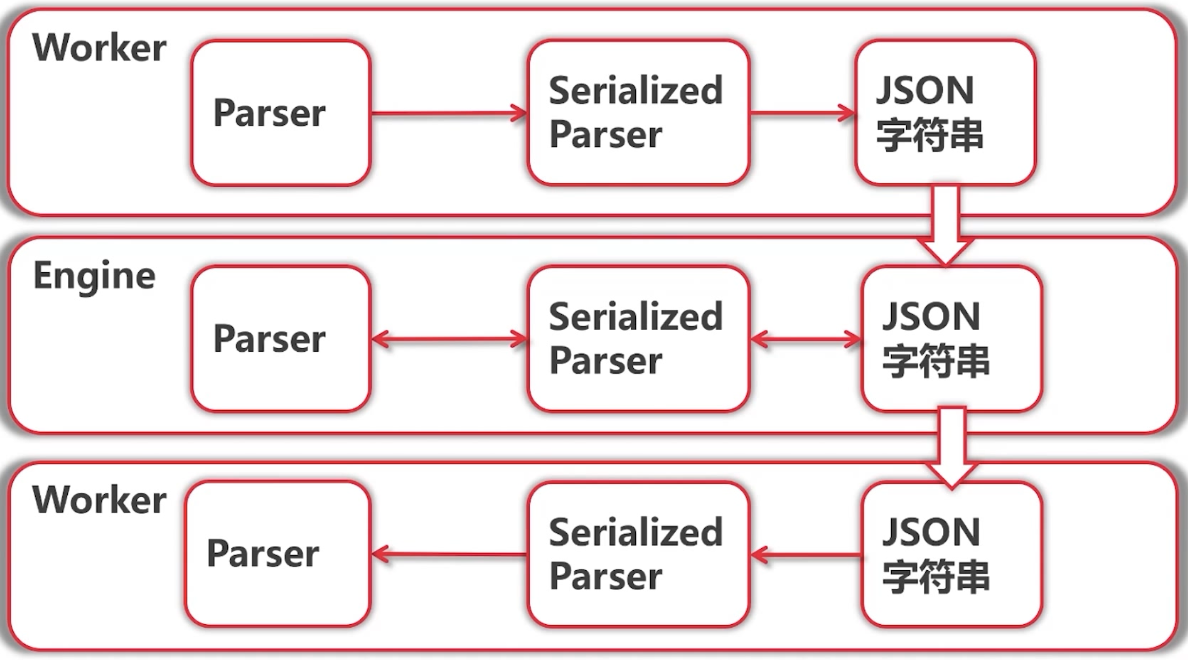 Worker
Parser
Serialized
Parser
JSON
字符串
Engine
Parser
Serialized
Parser
JSON
字符串
Worker
Parser
Serialized
Parser
JSON
字符串